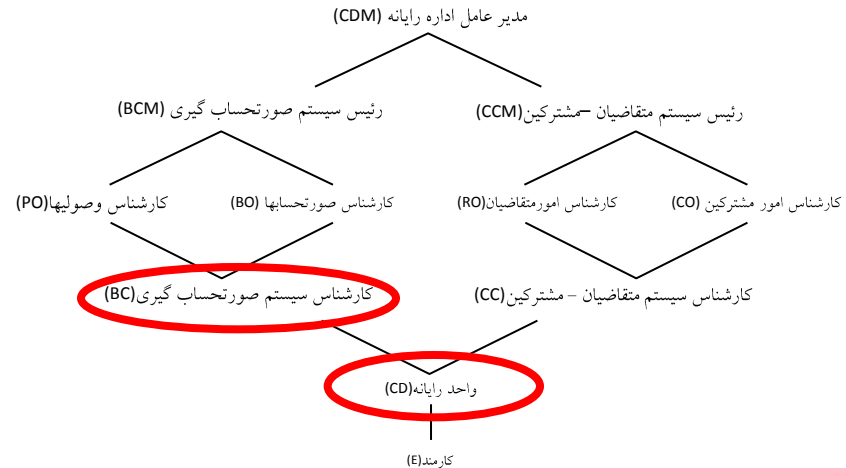 مدیر عامل اداره رایانه (CDM)
رئیس سیستم متقاضیان –مشترکین(CCM)
رئیس سیستم صورتحساب گیری (BCM)
کارشناس امور مشترکین (CO)
کارشناس امورمتقاضیان(RO)
کارشناس صورتحسابها (BO)
کارشناس وصولیها(PO)
کارشناس سیستم متقاضیان – مشترکین(CC)
کارشناس سیستم صورتحساب گیری(BC)
واحد رایانه(CD)
کارمند(E)